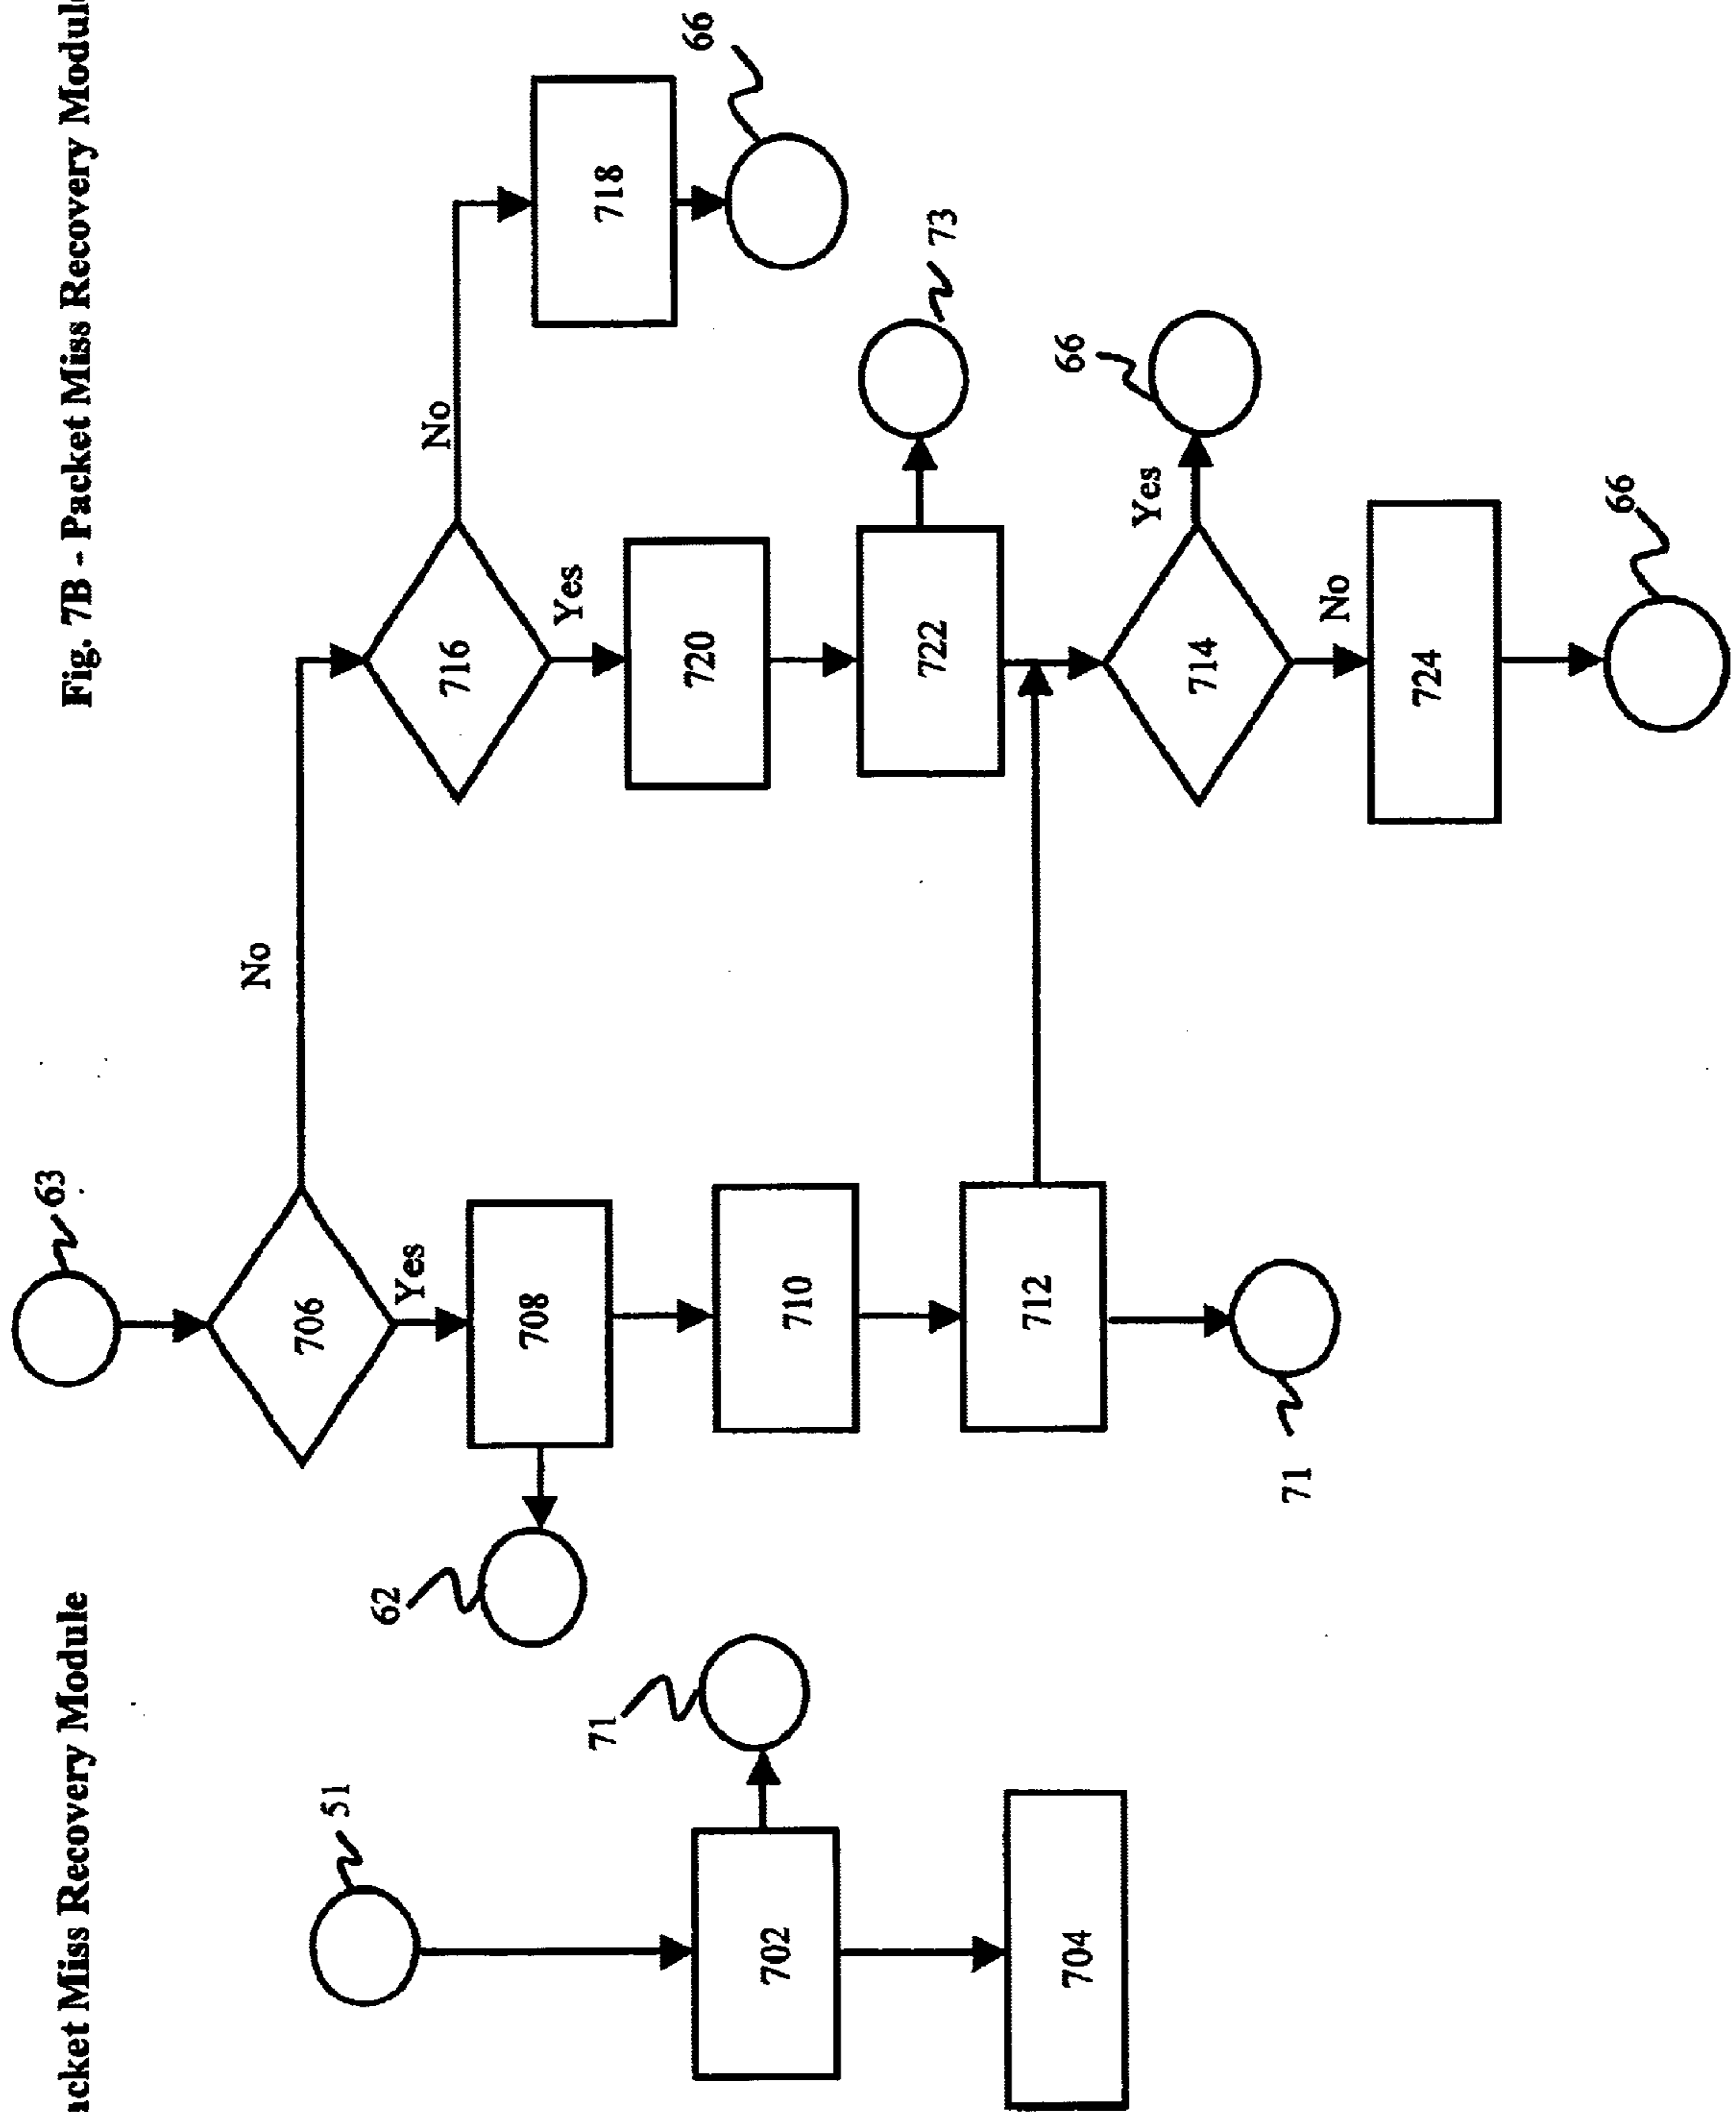 acket Miss Recovery Module
51
702
71
704
Fig. 7B - Packet Miss Recovery Modul
63
706
No
Yes
708
62
710
712
71
716
No
718
66
Yes
720
722
73
714
Yes
66
No
724
66